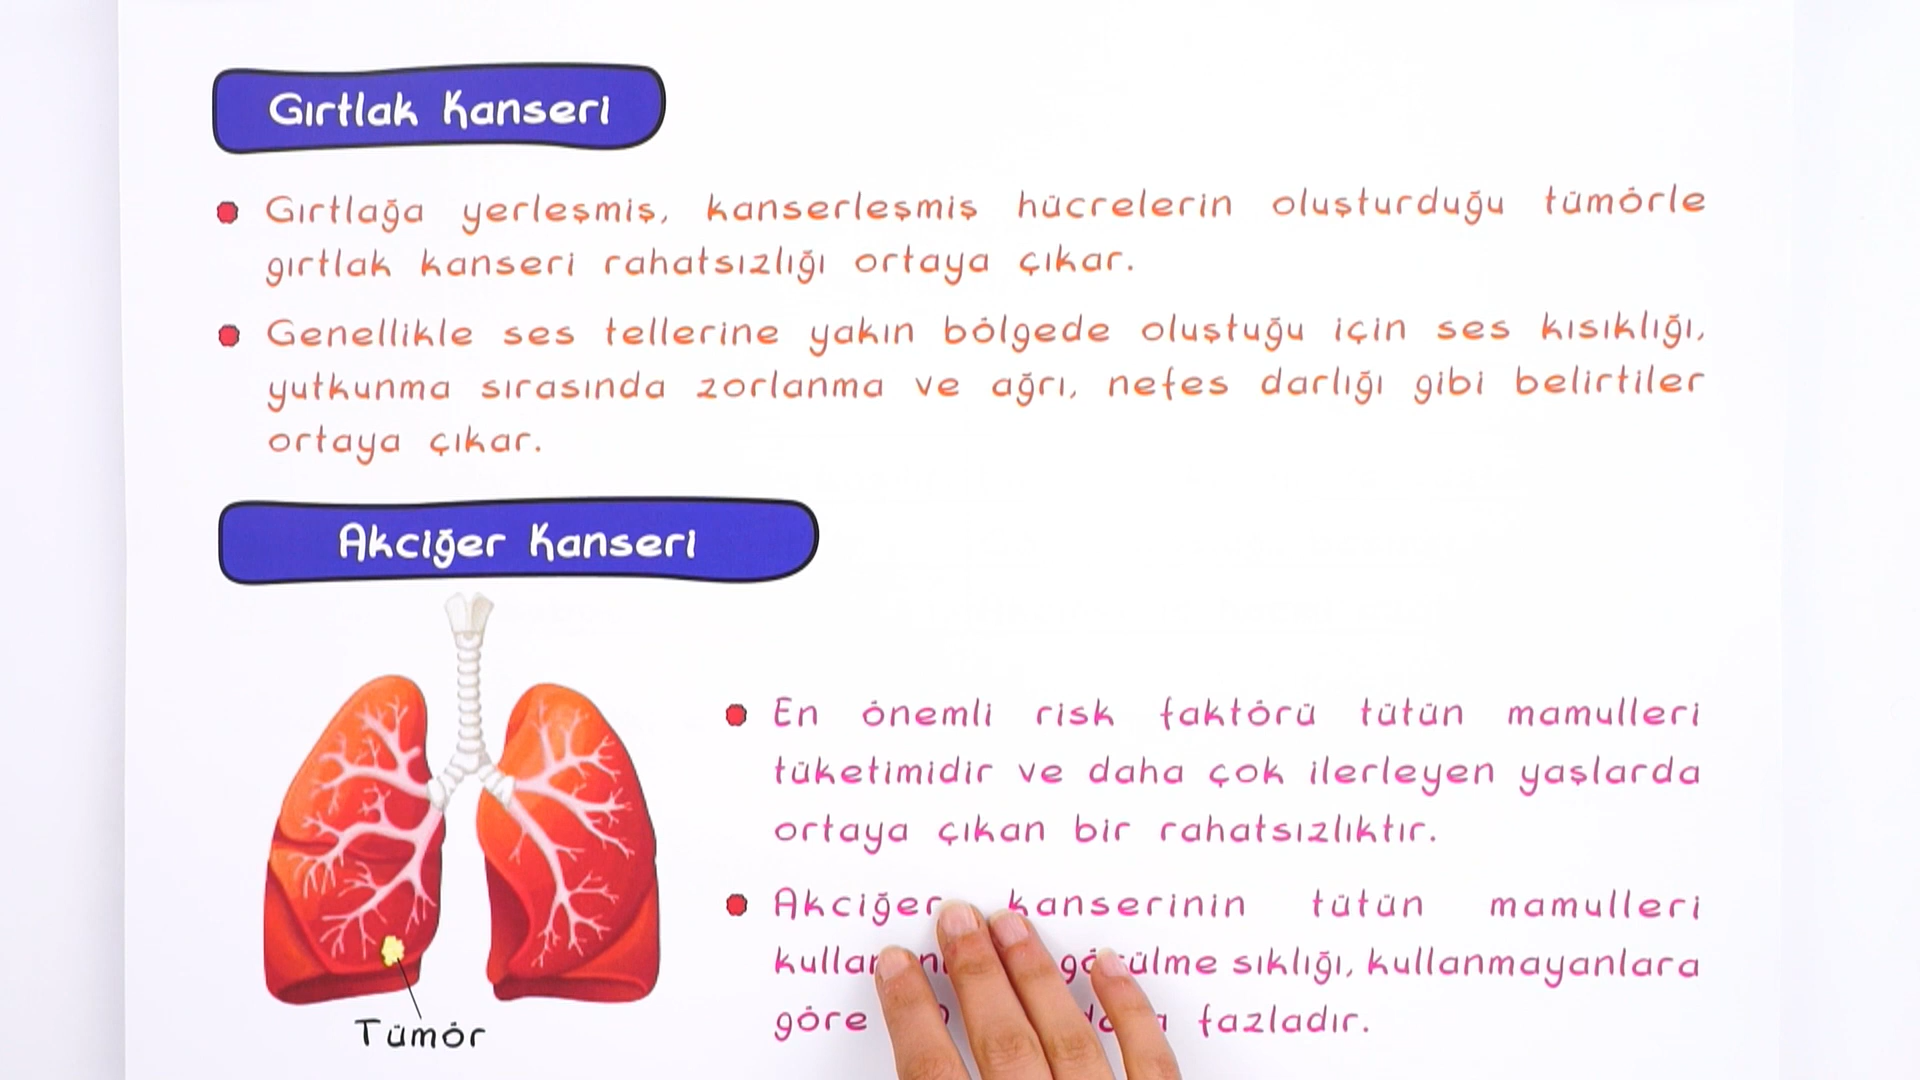 Gırtlak Kanseri
Gırtlağa yerleşmiş, kanserleşmiş hücrelerin oluşturduğu tümörle
gırtlak kanseri rahatsızlığı ortaya çıkar.
Genellikle ses tellerine yakın bölgede oluştuğu için ses kısıklığı,
yutkunma sırasında zorlanma ve ağrı, nefes darlığı gibi belirtiler
ortaya çıkar.
Akciğer Kanseri
En önemli risk faktörü tütün mamulleri
tüketimidir ve daha çok ilerleyen yaşlarda
ortaya çıkan bir rahatsızlıktır.
Akciğer kanserinin tütün mamulleri
görülme sıklığı, kullanmayanlara
göre fazladır.
Tümör